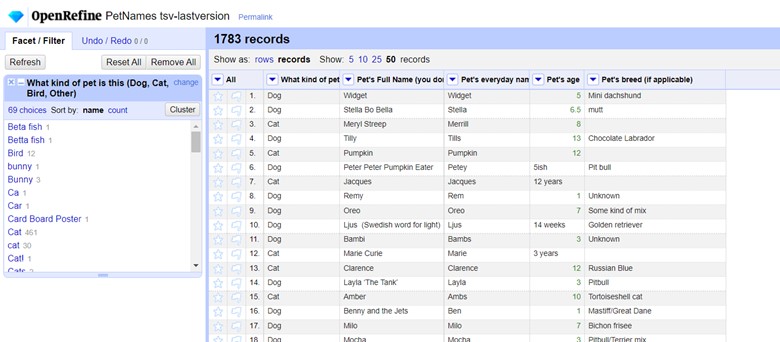 OpenRefine PetNames tsv-lastversion Permalink
Facet / Filter Undo / Redo 0 / 0
Refresh Reset All Remove All
What kind of pet is this (Dog, Cat, Bird, Other) change
69 choices Sort by: name count Cluster
Beta fish 1
Betta fish 1
Bird 12
bunny 1
Bunny 3
Ca 1
Car 1
Card Board Poster 1
Cat 461
cat 30
Cat! 1
Cats 2
1783 records
Show as: rows records Show: 5 10 25 50 records
All What kind of pet Pet's Full Name (you do Pet's everyday nam Pet's age Pet's breed (if applicable)
1. Dog Widget Widget 5 Mini dachshund
2. Dog Stella Bo Bella Stella 6.5 mutt
3. Cat Meryl Streep Merrill 8
4. Dog Tilly Tills 13 Chocolate Labrador
5. Cat Pumpkin Pumpkin 12
6. Dog Peter Peter Pumpkin Eater Petey 5ish Pit bull
7. Cat Jacques Jacques 12 years
8. Dog Remy Rem 1 Unknown
9. Dog Oreo Oreo 7 Some kind of mix
10. Dog Ljus (Swedish word for light) Ljus 14 weeks Golden retriever
11. Dog Bambi Bambs 3 Unknown
12. Cat Marie Curie Marie 3 years
13. Cat Clarence Clarence 12 Russian Blue
14. Dog Layla 'The Tank' Layla 3 Pitbull
15. Cat Amber Ambs 10 Tortoiseshell cat
16. Dog Benny and the Jets Ben 1 Mastiff/Great Dane
17. Dog Milo Milo 7 Bichon frisee
18. Dog Mocha Mocha 3 Pitbull/Terrier mix